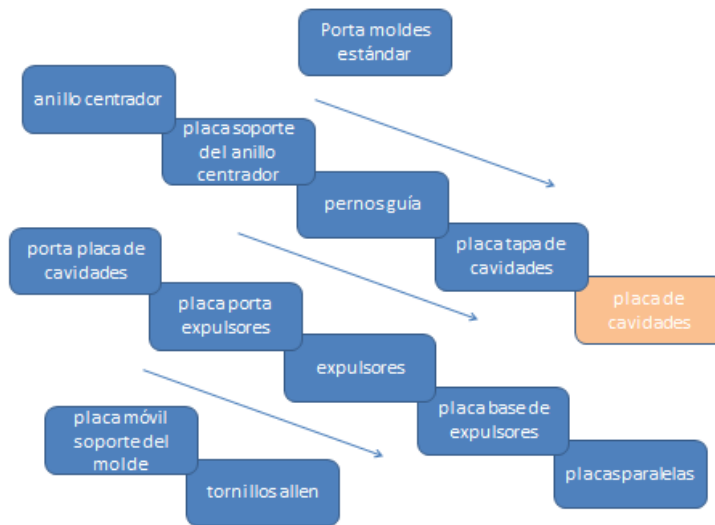 Porta moldes
estándar
anillo centrador
placa soporte
del anillo
centrador
pernos guía
placa tapa de
cavidades
placa de
cavidades
porta placa de
cavidades
placa porta
expulsores
expulsores
placa base de
expulsores
placas paralelas
placa móvil
soporte del
molde
tornillos allen